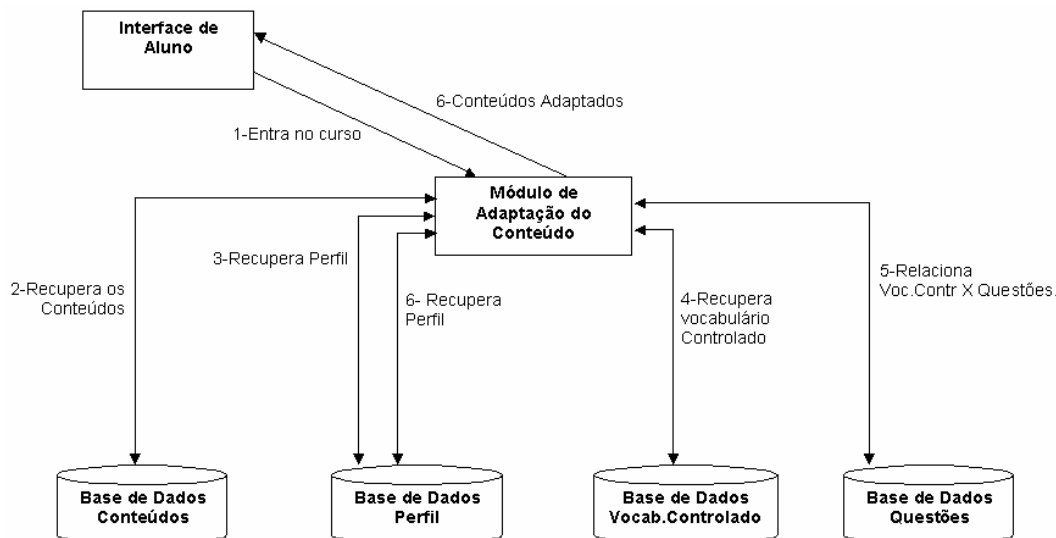 Interface de
Aluno
6-Conteúdos Adaptados
1-Entra no curso
Módulo de
Adaptação do
Conteúdo
3-Recupera Perfil
2-Recupera os
Conteúdos
6- Recupera
Perfil
4-Recupera
vocabulário
Controlado
5-Relaciona
Voc.Contr X Questões.
Base de Dados
Conteúdos
Base de Dados
Perfil
Base de Dados
Vocab.Controlado
Base de Dados
Questões